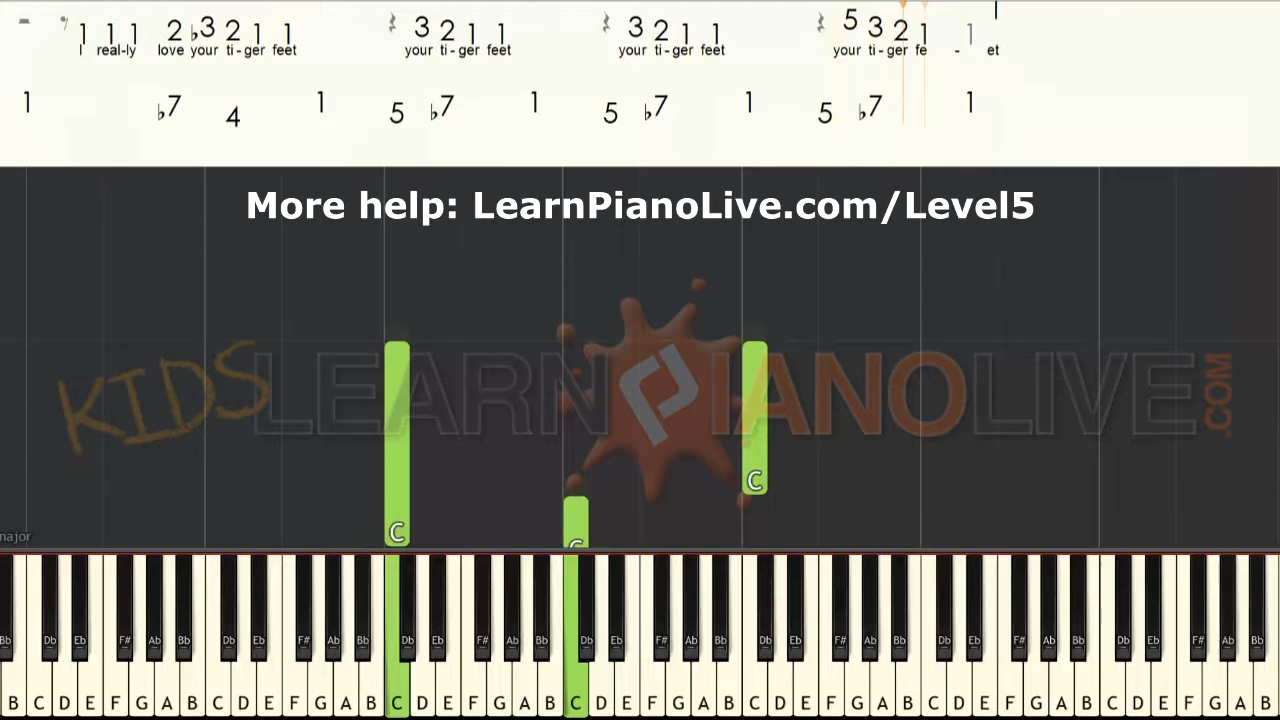 1 1 1 2 ♭3 2 1 1 3 2 1 1 3 2 1 1 5 3 2 1 1
I real-ly love your ti-ger feet your ti-ger feet your ti-ger feet your ti-ger fe - et
1 ♭7 4 1 5 ♭7 1 5 ♭7 1 5 ♭7 1
More help: LearnPianoLive.com/Level5
KIDS LEARNPIANOLIVE.COM
C C
C
major
Bb Db Eb F# Ab Bb Db Eb F# Ab Bb Db Eb F# Ab Bb Db Eb F# Ab Bb Db Eb F# Ab Bb Db Eb F# Ab Bb Db Eb F# Ab Bb
B C D E F G A B C D E F G A B C D E F G A B C D E F G A B C D E F G A B C D E F G A B C D E F G A B